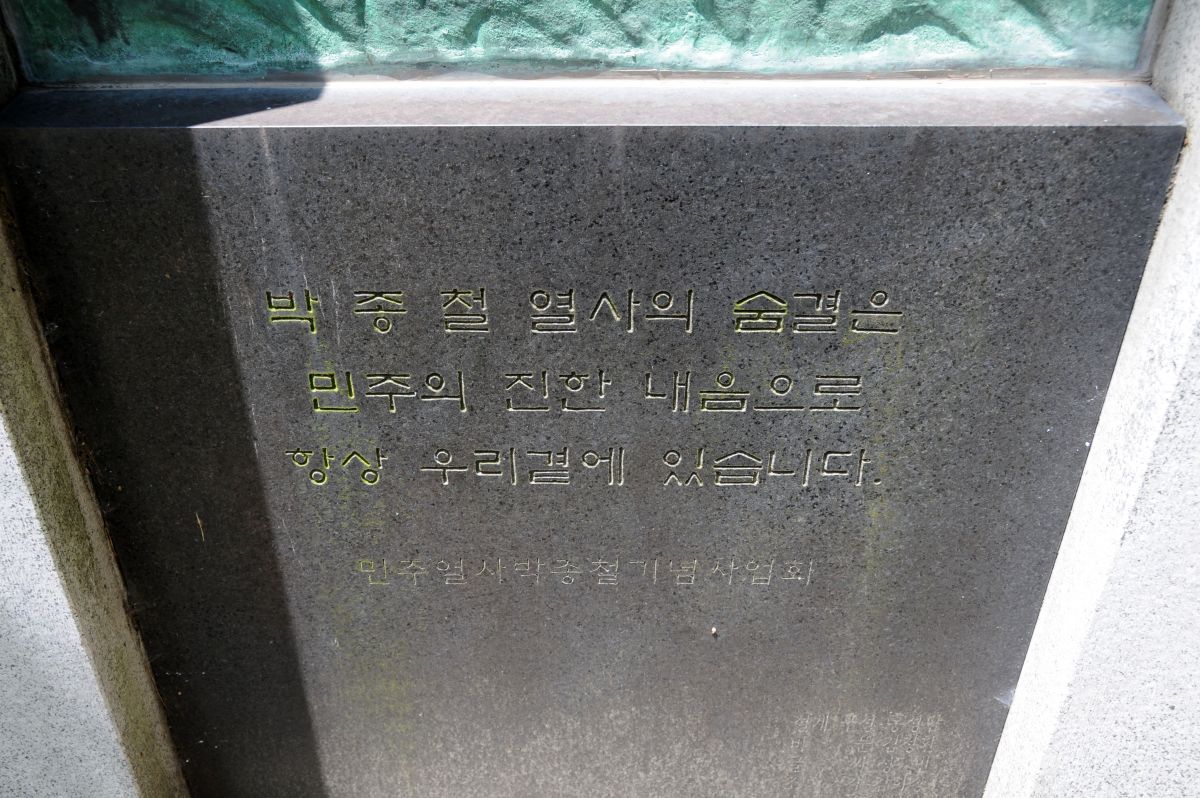 박 종 철 열사의 숨결은
민주의 진한 내음으로
항상 우리곁에 있습니다.
민주열사박종철기념사업회